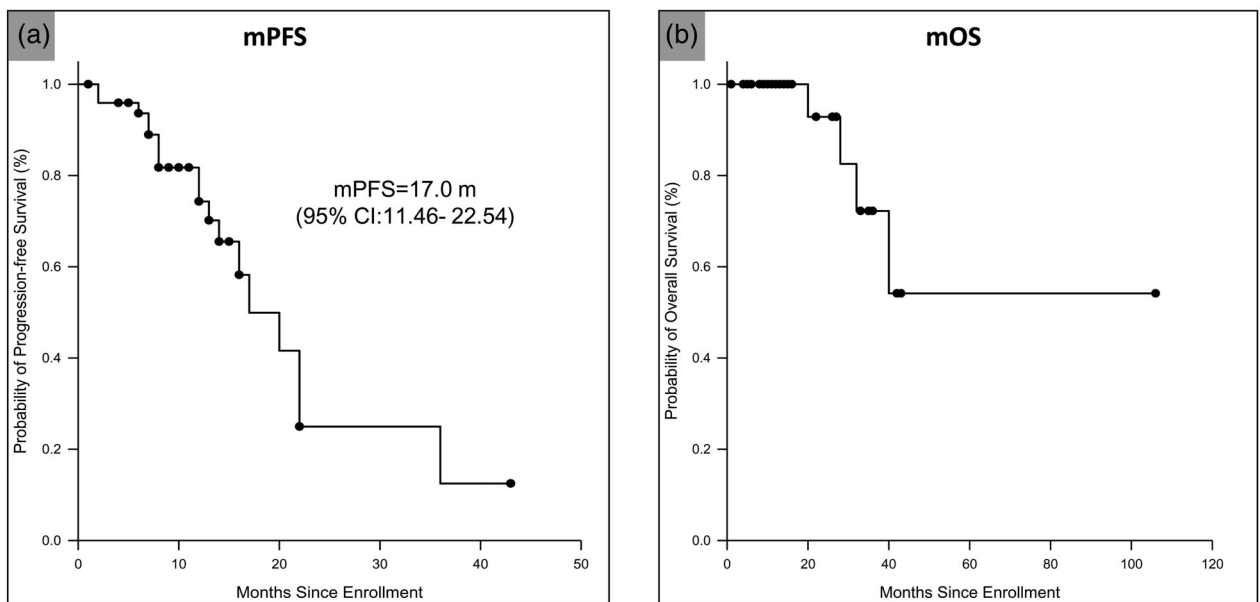 (a)
mPFS
Probability of Progression-free Survival (%)
1.0
0.8
0.6
0.4
0.2
0.0
mPFS=17.0 m
(95% CI:11.46- 22.54)
0 10 20 30 40 50
Months Since Enrollment
(b)
mOS
Probability of Overall Survival (%)
1.0
0.8
0.6
0.4
0.2
0.0
0 20 40 60 80 100 120
Months Since Enrollment